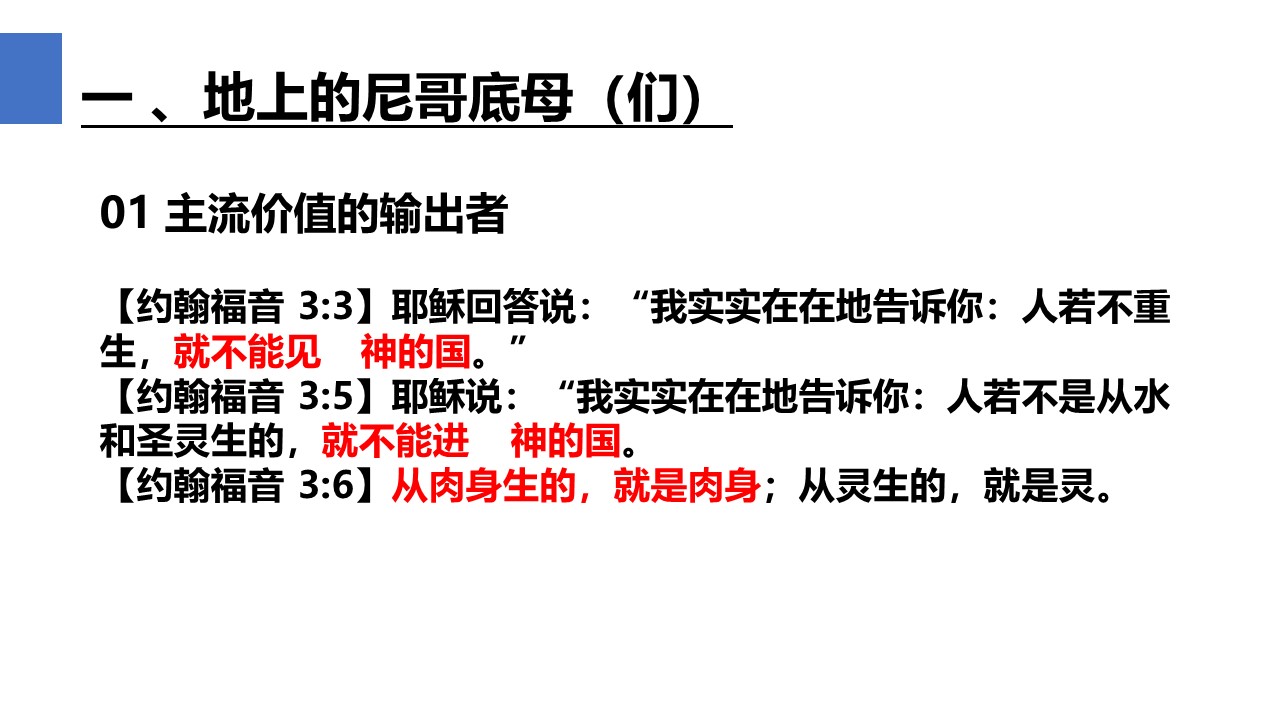 一 、地上的尼哥底母（们）
01 主流价值的输出者
【约翰福音 3:3】耶稣回答说：“我实实在在地告诉你：人若不重
生，就不能见　神的国。”
【约翰福音 3:5】耶稣说：“我实实在在地告诉你：人若不是从水
和圣灵生的，就不能进　神的国。
【约翰福音 3:6】从肉身生的，就是肉身；从灵生的，就是灵。